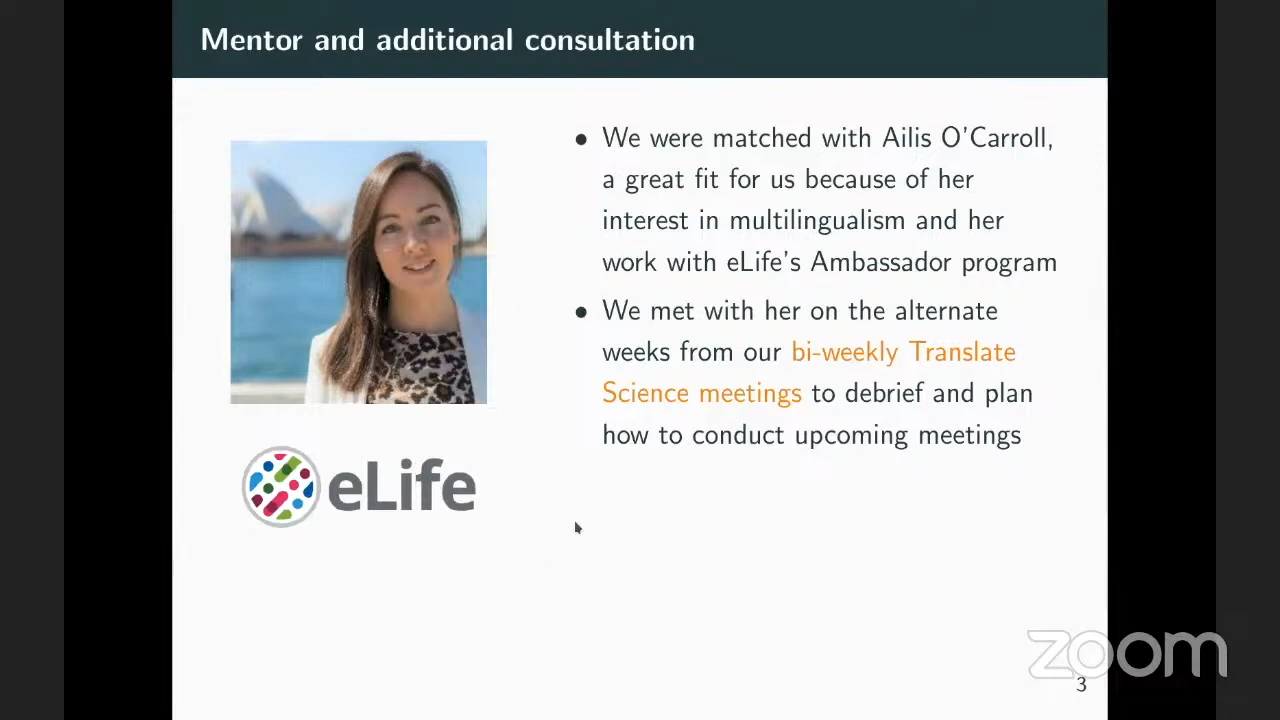 Mentor and additional consultation
• We were matched with Ailis O'Carroll,
a great fit for us because of her
interest in multilingualism and her
work with eLife's Ambassador program
• We met with her on the alternate
weeks from our bi-weekly Translate
Science meetings to debrief and plan
how to conduct upcoming meetings
eLife
zoom
3